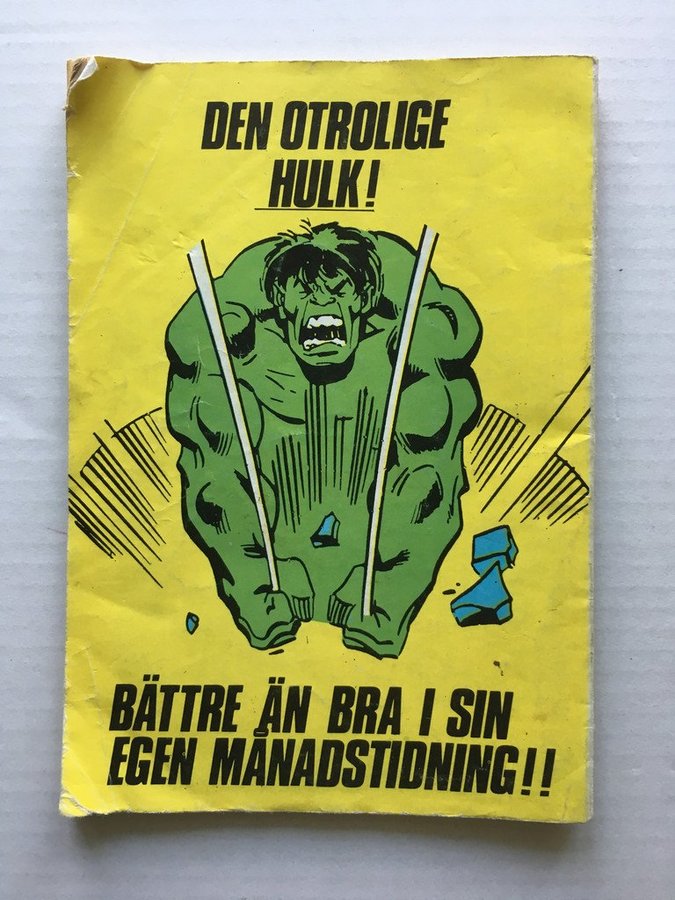 DEN OTROLIGE
HULK!
BÄTTRE ÄN BRA I SIN
EGEN MÅNADSTIDNING!!